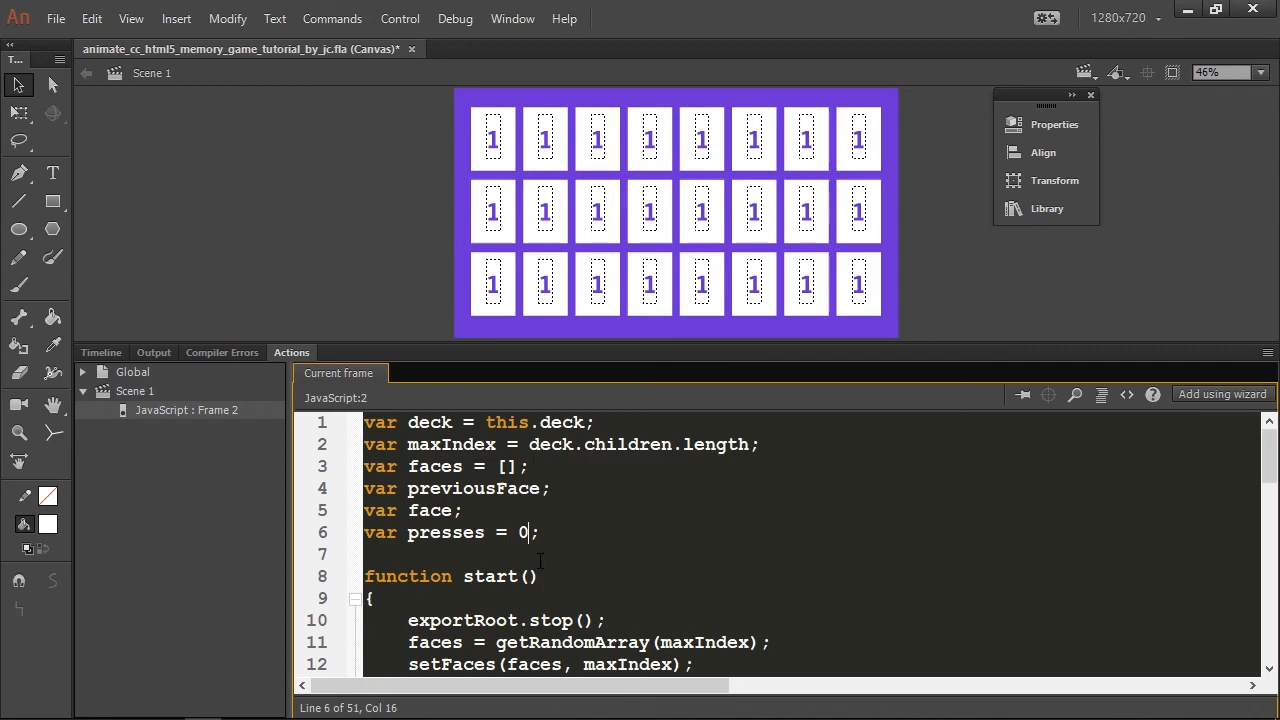 An File Edit View Insert Modify Text Commands Control Debug Window Help 1280x720
animate_cc_html5_memory_game_tutorial_by_jc.fla (Canvas)*
T...
Scene 1 46%
1 1 1 1 1 1 1 1
1 1 1 1 1 1 1 1
1 1 1 1 1 1 1 1
Properties
Align
Transform
Library
Timeline Output Compiler Errors Actions
Global
Scene 1
JavaScript : Frame 2
Current frame
JavaScript:2 Add using wizard
1 var deck = this.deck;
2 var maxIndex = deck.children.length;
3 var faces = [];
4 var previousFace;
5 var face;
6 var presses = 0;
7
8 function start()
9 {
10 exportRoot.stop();
11 faces = getRandomArray(maxIndex);
12 setFaces(faces, maxIndex);
Line 6 of 51, Col 16